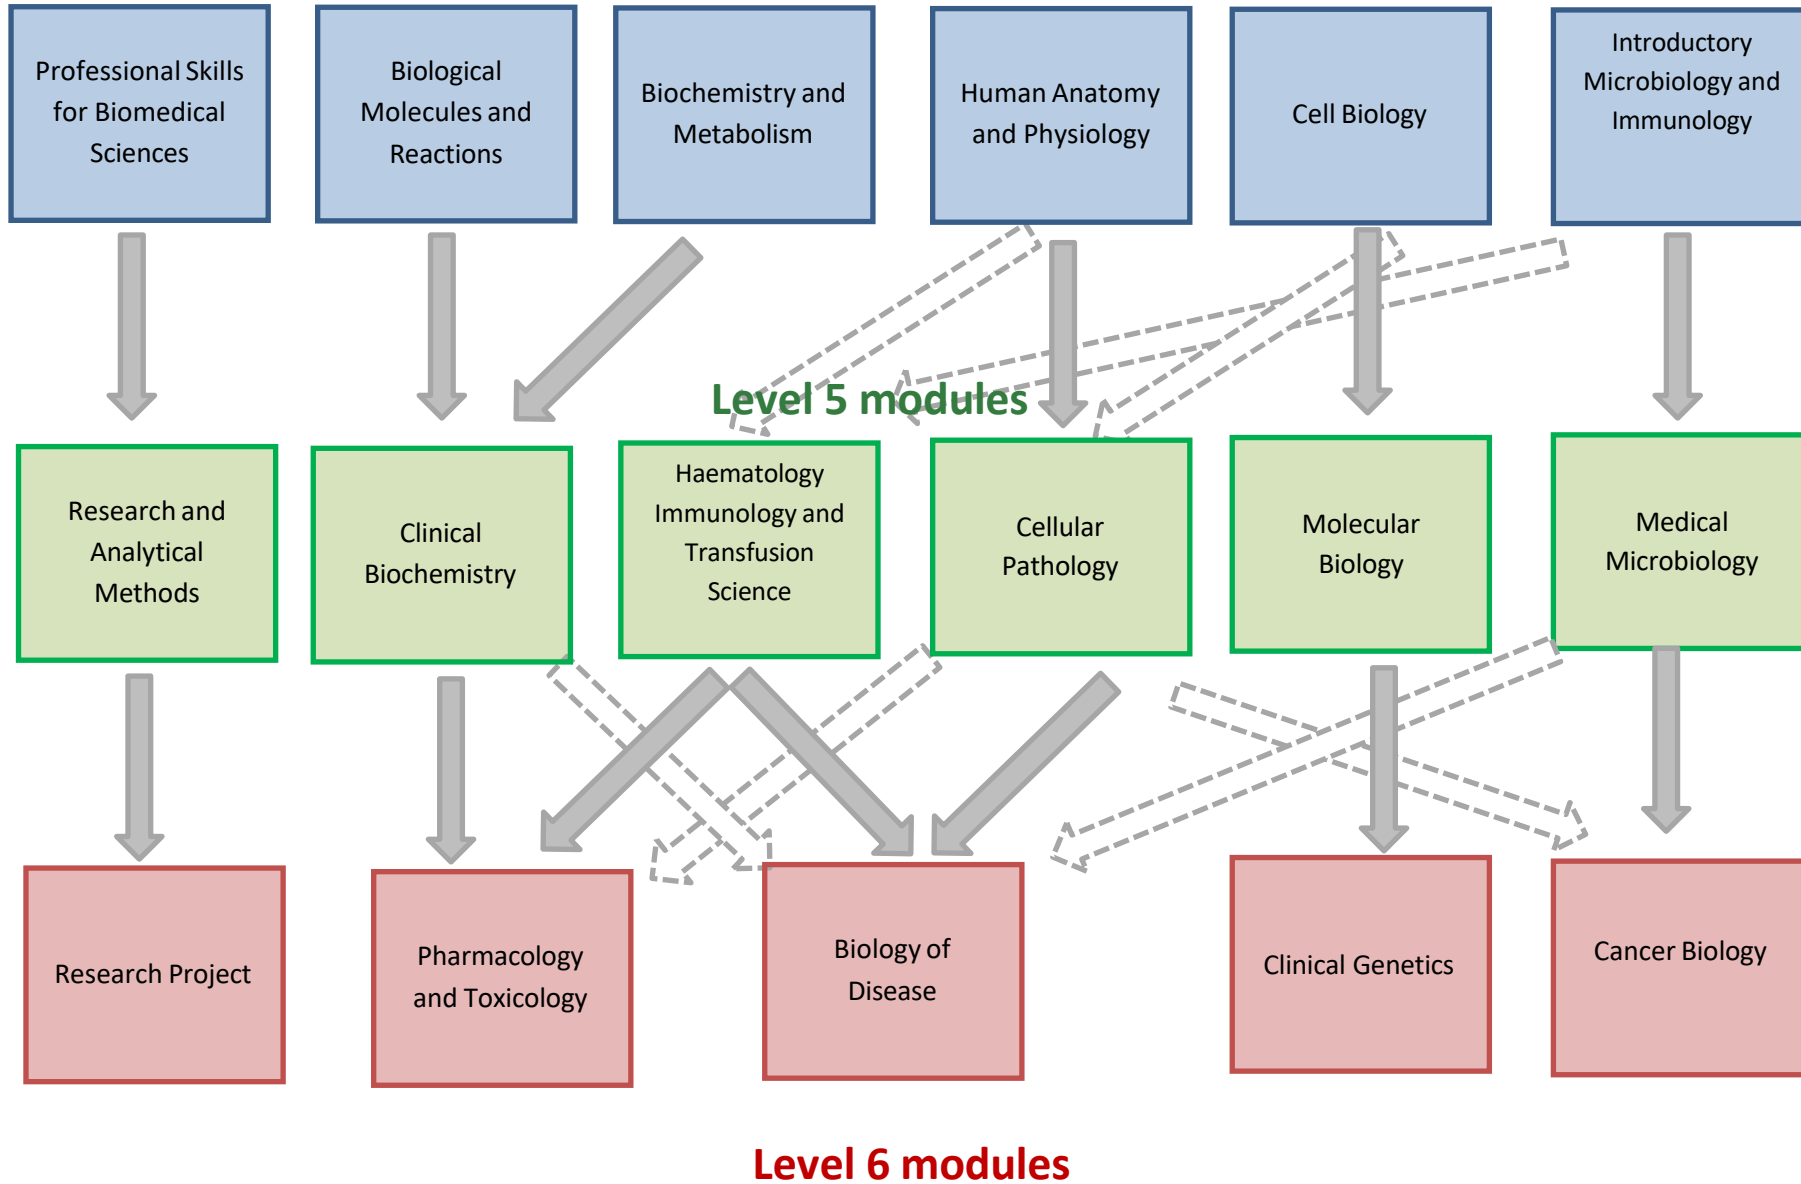 Professional Skills
for Biomedical
Sciences
Biological
Molecules and
Reactions
Biochemistry and
Metabolism
Human Anatomy
and Physiology
Cell Biology
Introductory
Microbiology and
Immunology
Level 5 modules
Research and
Analytical
Methods
Clinical
Biochemistry
Haematology
Immunology and
Transfusion
Science
Cellular
Pathology
Molecular
Biology
Medical
Microbiology
Research Project
Pharmacology
and Toxicology
Biology of
Disease
Clinical Genetics
Cancer Biology
Level 6 modules